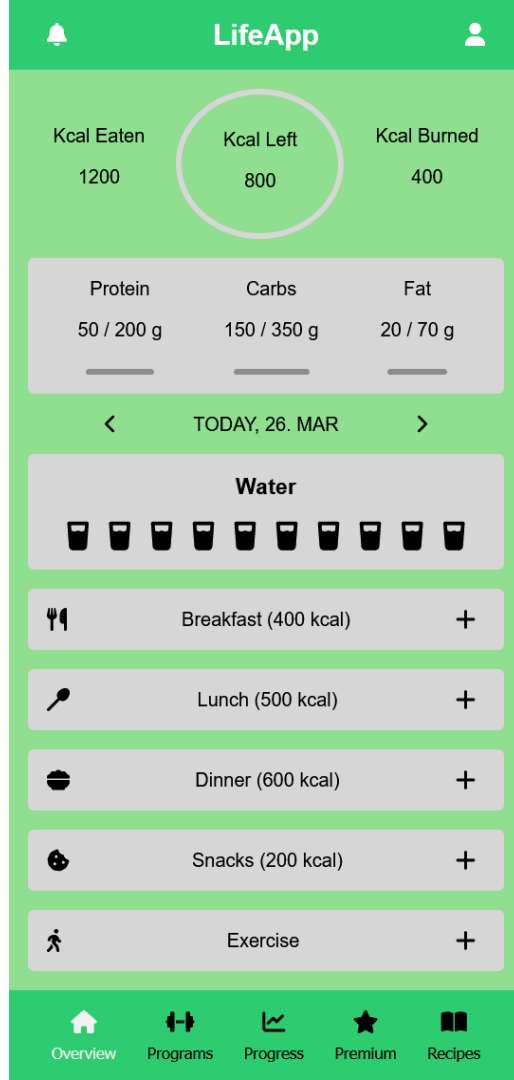 LifeApp
Kcal Eaten
1200
Kcal Left
800
Kcal Burned
400
Protein
50 / 200 g
Carbs
150 / 350 g
Fat
20 / 70 g
TODAY, 26. MAR
Water
Breakfast (400 kcal)
Lunch (500 kcal)
Dinner (600 kcal)
Snacks (200 kcal)
Exercise
Overview
Programs
Progress
Premium
Recipes